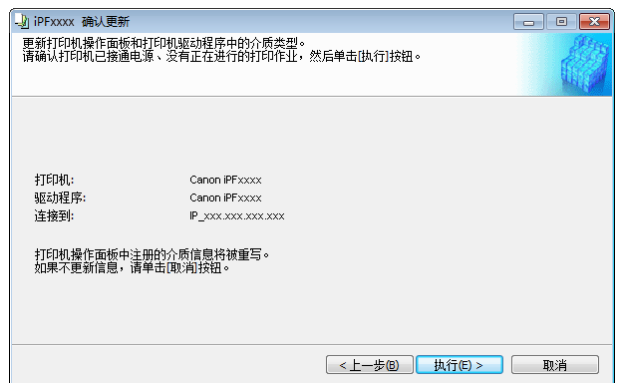 iPFxxxx 确认更新
更新打印机操作面板和打印机驱动程序中的介质类型。
请确认打印机已接通电源、没有正在进行的打印作业，然后单击[执行]按钮。
打印机: Canon iPFxxxx
驱动程序: Canon iPFxxxx
连接到: IP_xxx.xxx.xxx.xxx
打印机操作面板中注册的介质信息将被重写。
如果不更新信息，请单击[取消]按钮。
<上一步(B) 执行(E) > 取消